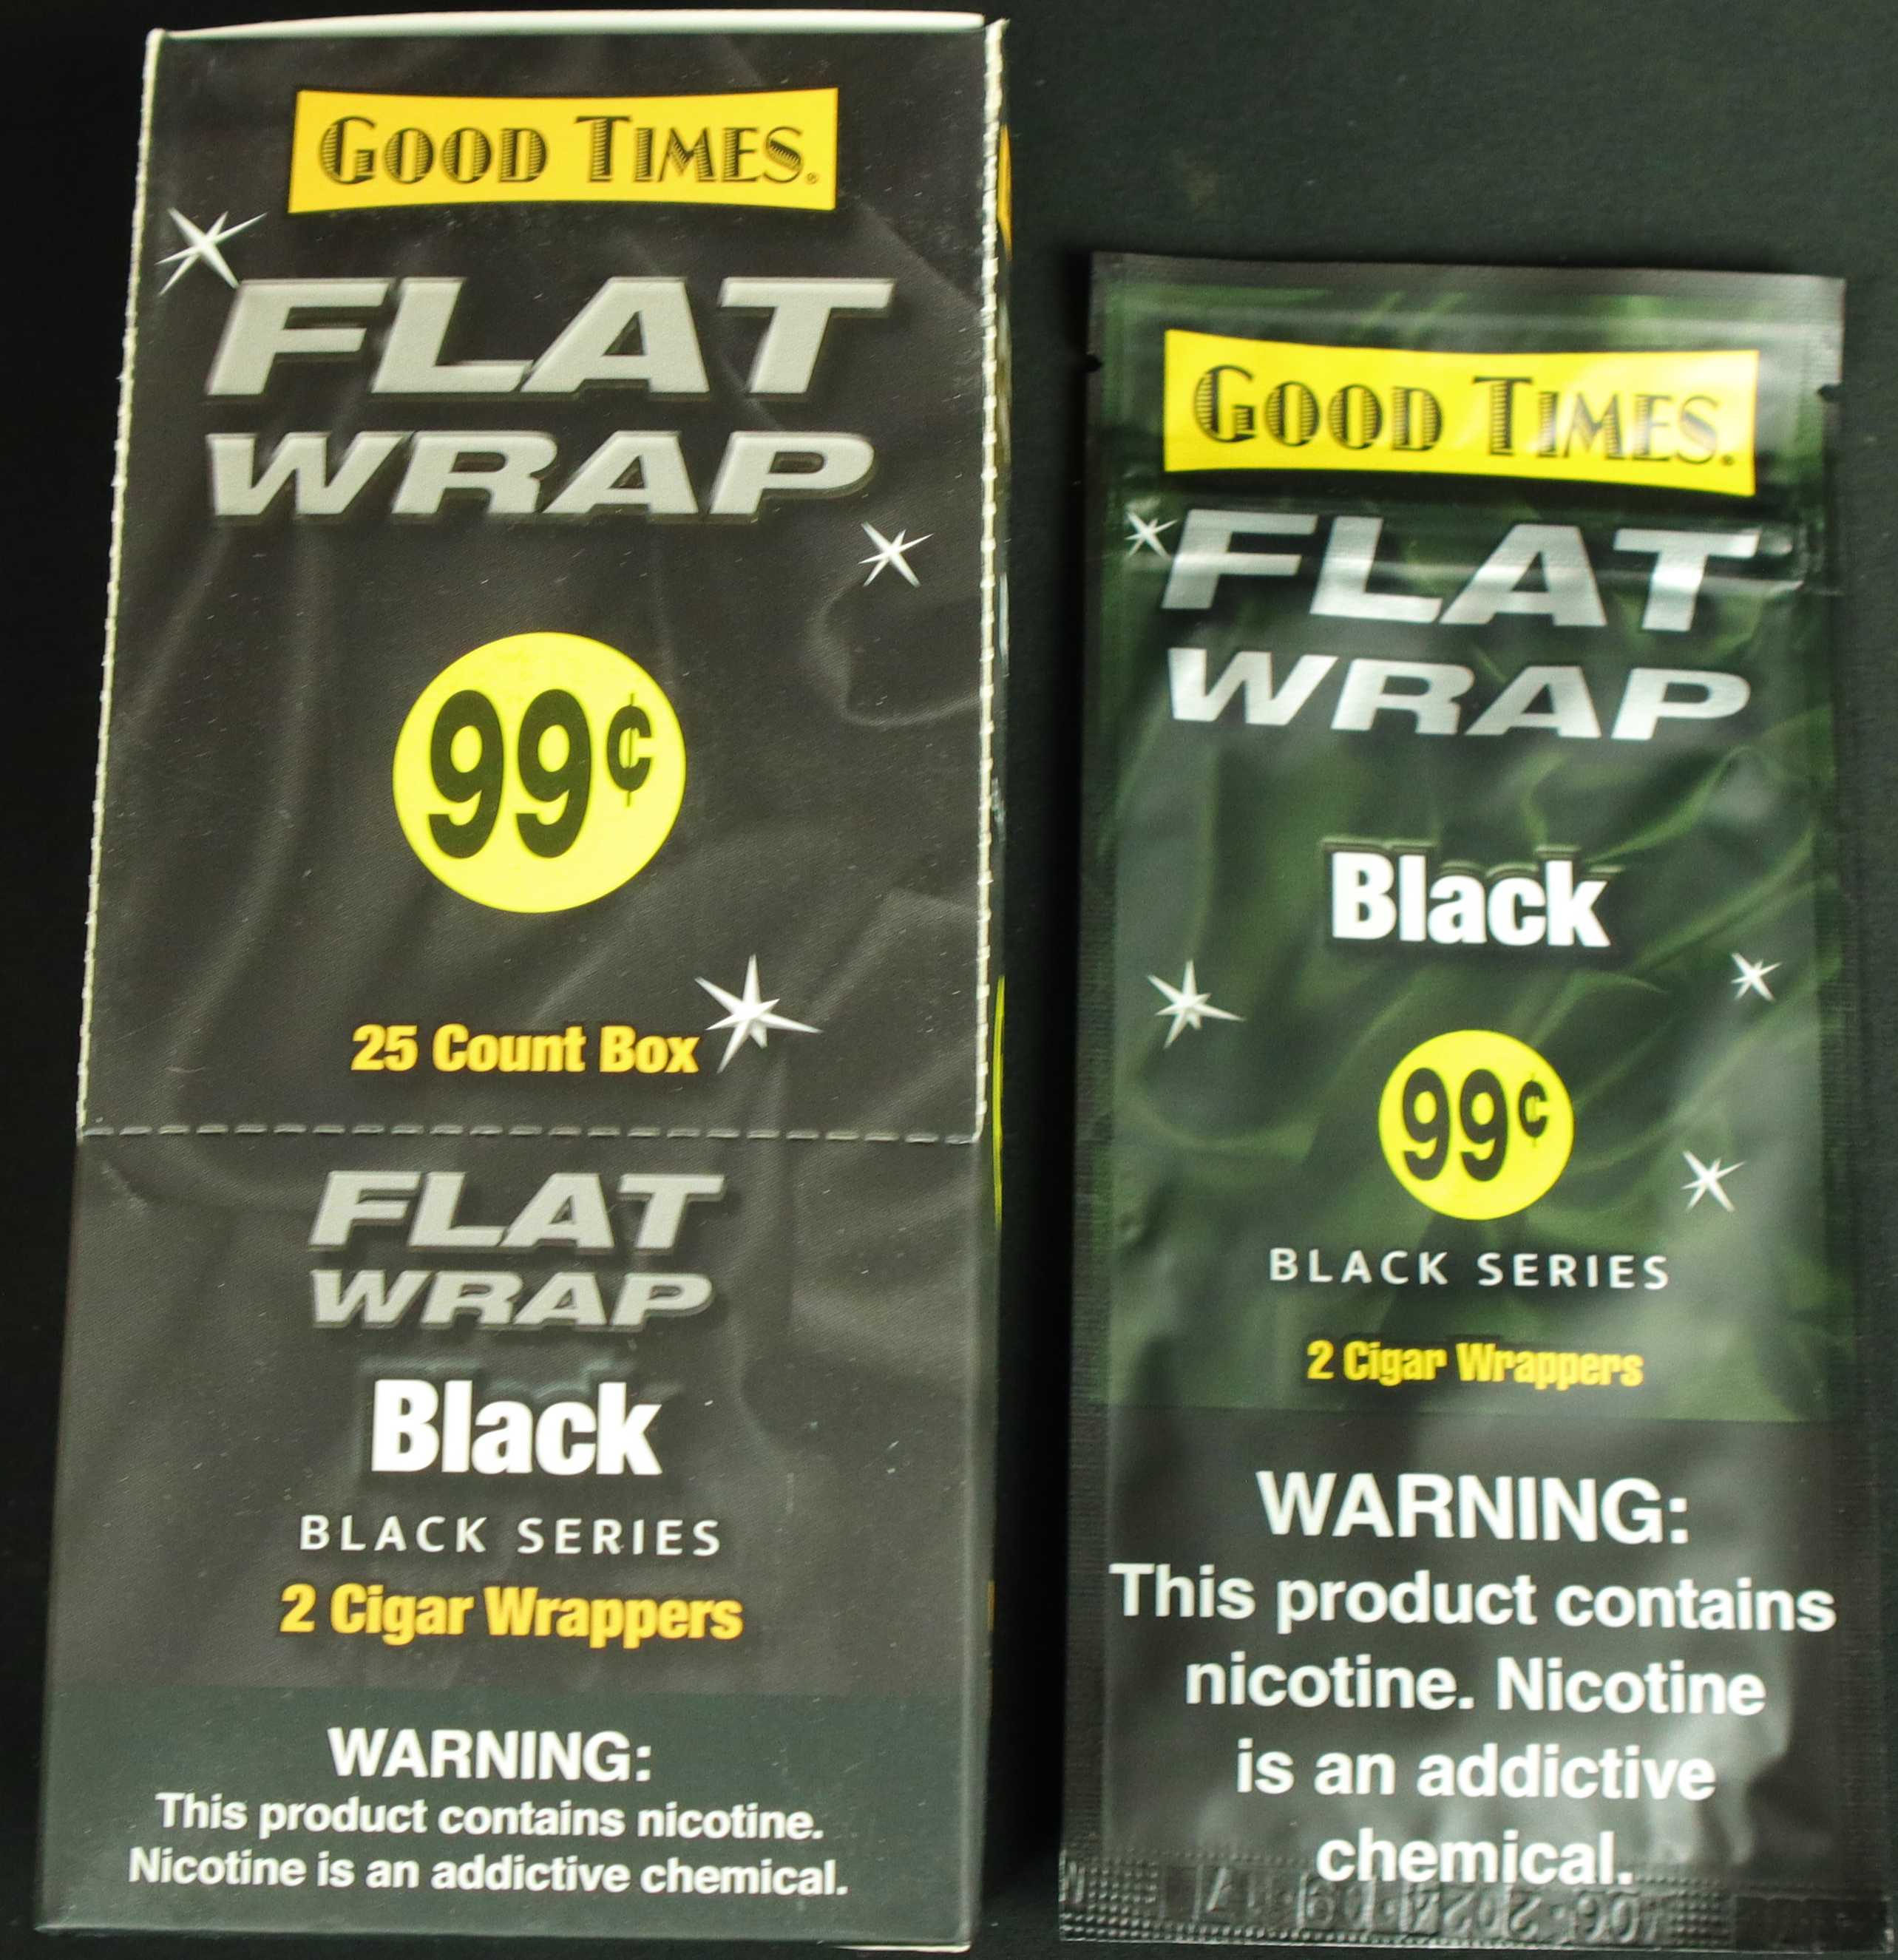 GOOD TIMES®
FLAT
WRAP
99¢
25 Count Box
FLAT
WRAP
Black
BLACK SERIES
2 Cigar Wrappers
WARNING:
This product contains nicotine.
Nicotine is an addictive chemical.
GOOD TIMES®
FLAT
WRAP
Black
99¢
BLACK SERIES
2 Cigar Wrappers
WARNING:
This product contains
nicotine. Nicotine
is an addictive
chemical.